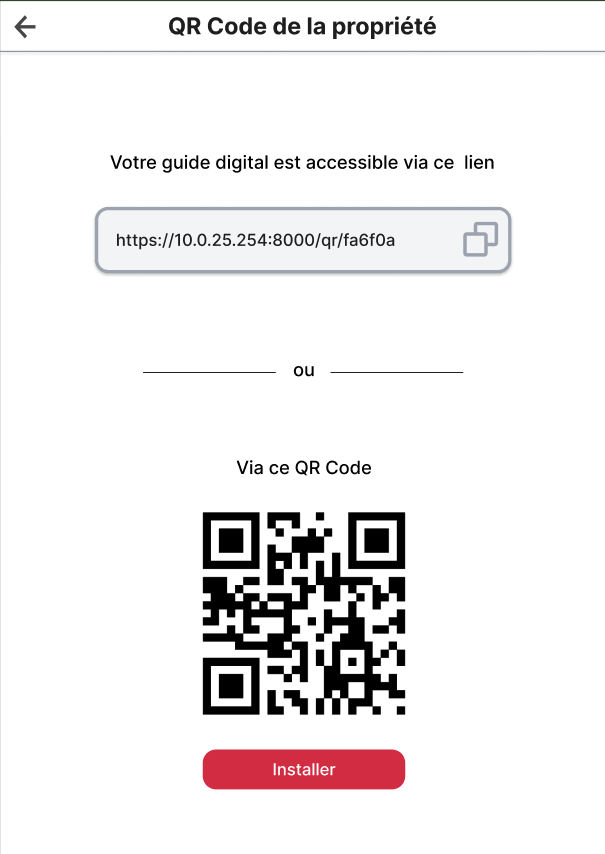 QR Code de la propriété
Votre guide digital est accessible via ce lien
https://10.0.25.254:8000/qr/fa6f0a
ou
Via ce QR Code
Installer